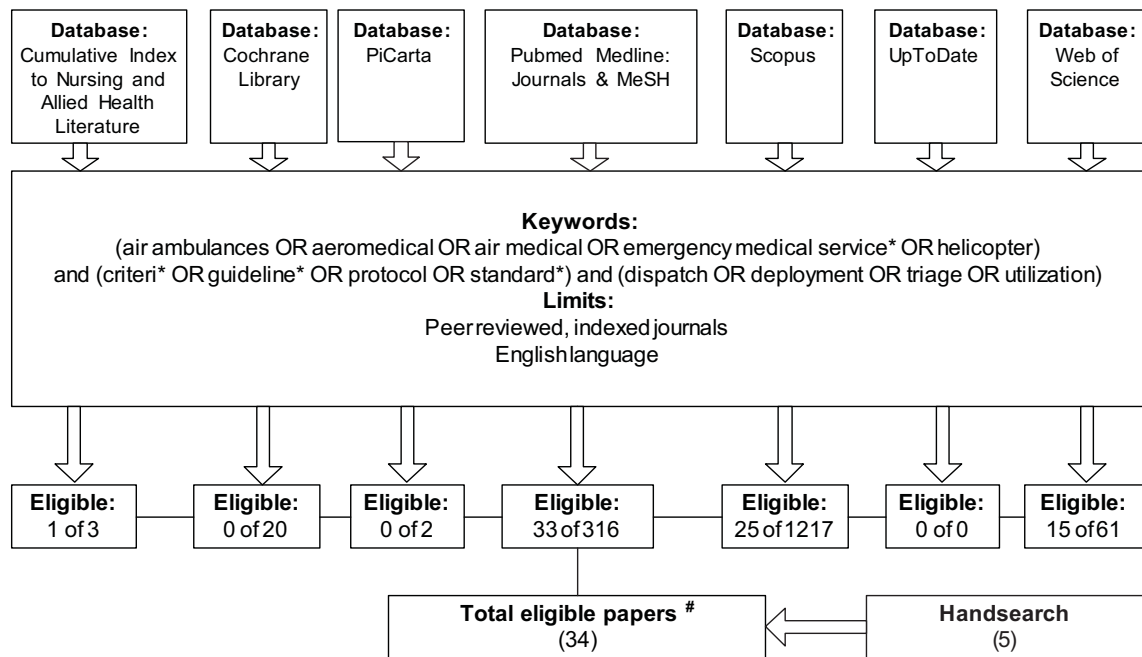 Database:
Cumulative Index
to Nursing and
Allied Health
Literature
Database:
Cochrane
Library
Database:
PiCarta
Database:
Pubmed Medline:
Journals & MeSH
Database:
Scopus
Database:
UpToDate
Database:
Web of
Science
Keywords:
(air ambulances OR aeromedical OR air medical OR emergency medical service* OR helicopter)
and (criteri* OR guideline* OR protocol OR standard*) and (dispatch OR deployment OR triage OR utilization)
Limits:
Peer reviewed, indexed journals
English language
Eligible:
1 of 3
Eligible:
0 of 20
Eligible:
0 of 2
Eligible:
33 of 316
Eligible:
25 of 1217
Eligible:
0 of 0
Eligible:
15 of 61
Total eligible papers #
(34)
Handsearch
(5)